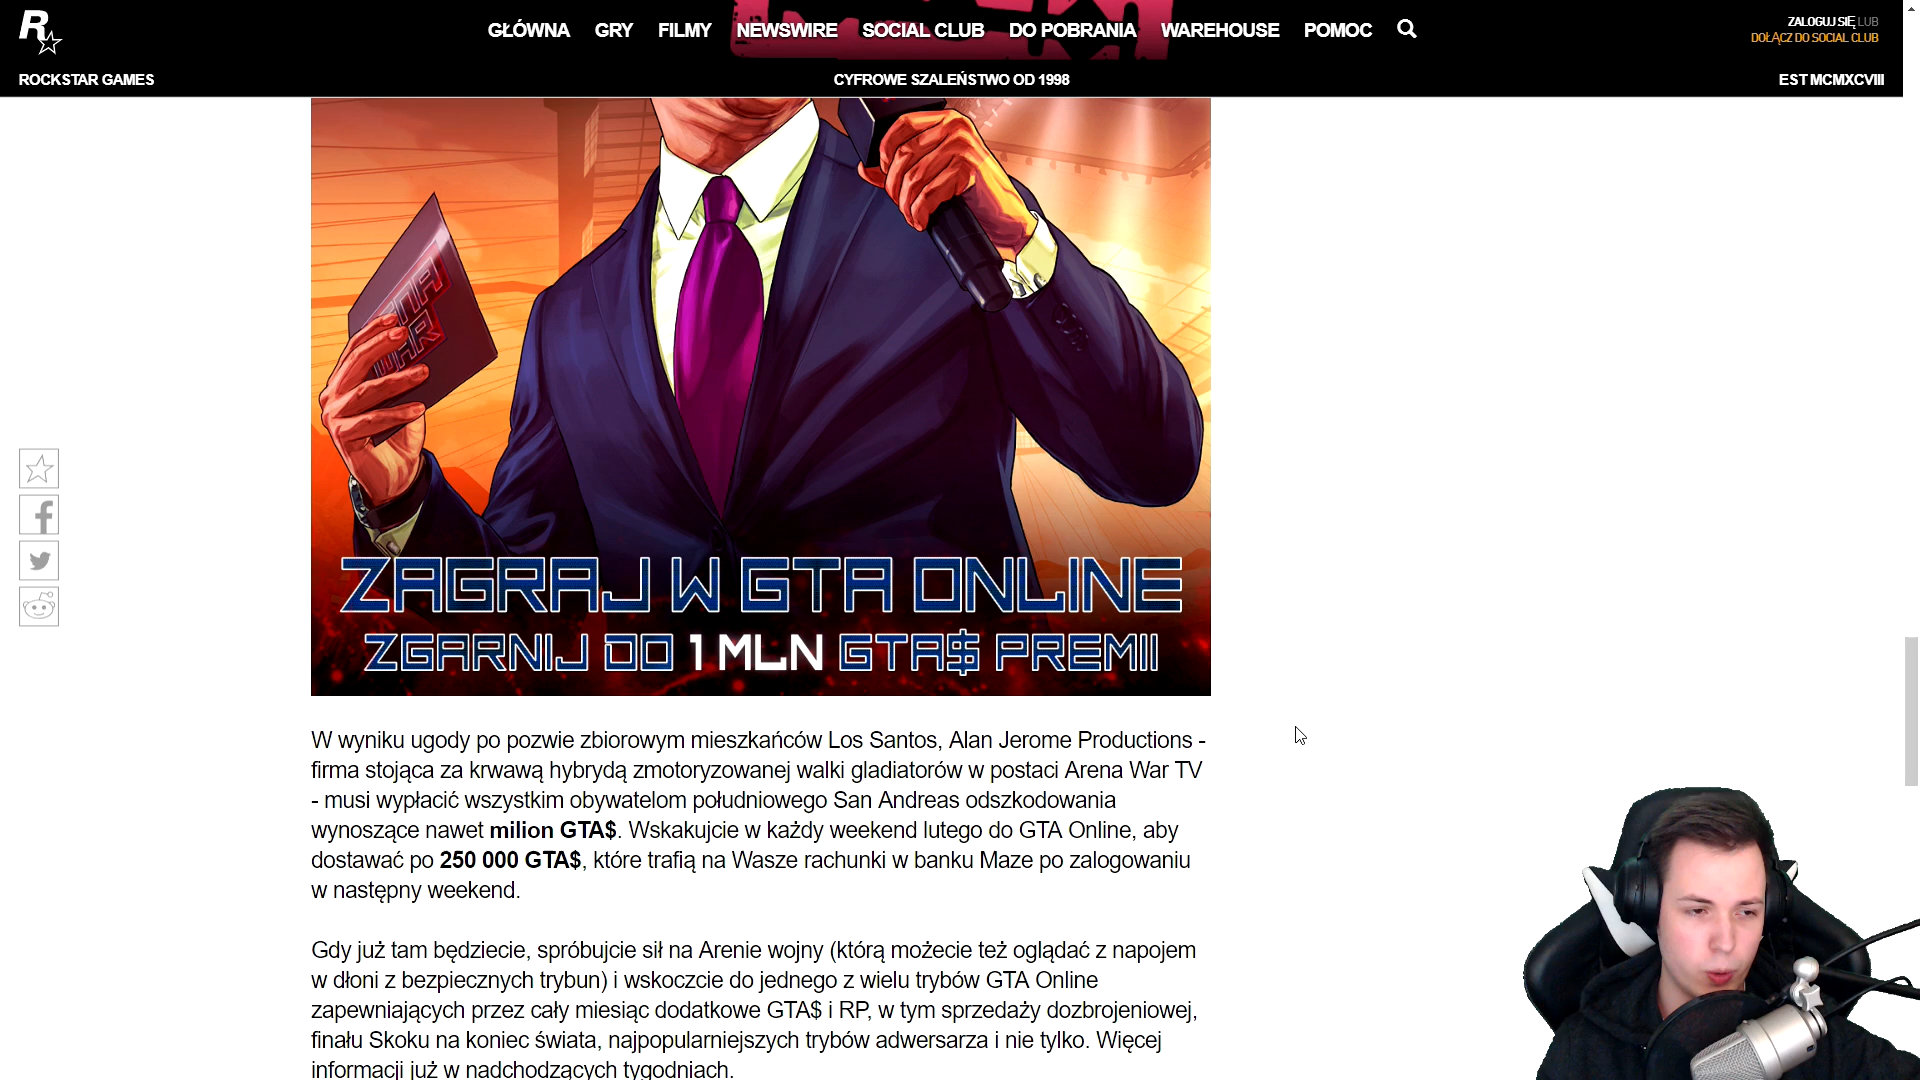 R
GŁÓWNA GRY FILMY NEWSWIRE SOCIAL CLUB DO POBRANIA WAREHOUSE POMOC
ZALOGUJ SIĘ LUB
DOŁĄCZ DO SOCIAL CLUB
ROCKSTAR GAMES CYFROWE SZALEŃSTWO OD 1998 EST MCMXCVIII
WAR
ZAGRAJ W GTA ONLINE
ZGARNIJ DO 1 MLN GTA$ PREMII
W wyniku ugody po pozwie zbiorowym mieszkańców Los Santos, Alan Jerome Productions -
firma stojąca za krwawą hybrydą zmotoryzowanej walki gladiatorów w postaci Arena War TV
- musi wypłacić wszystkim obywatelom południowego San Andreas odszkodowania
wynoszące nawet milion GTA$. Wskakujcie w każdy weekend lutego do GTA Online, aby
dostawać po 250 000 GTA$, które trafią na Wasze rachunki w banku Maze po zalogowaniu
w następny weekend.
Gdy już tam będziecie, spróbujcie sił na Arenie wojny (którą możecie też oglądać z napojem
w dłoni z bezpiecznych trybun) i wskoczcie do jednego z wielu trybów GTA Online
zapewniających przez cały miesiąc dodatkowe GTA$ i RP, w tym sprzedaży dozbrojeniowej,
finału Skoku na koniec świata, najpopularniejszych trybów adwersarza i nie tylko. Więcej
informacji już w nadchodzących tygodniach.